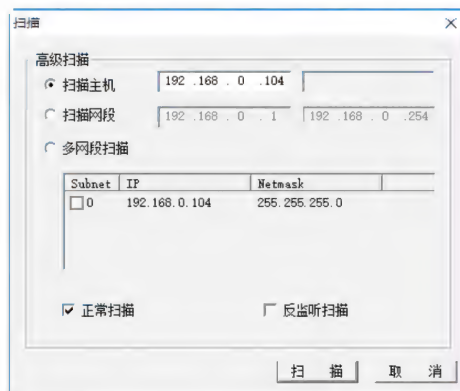 扫描
高级扫描
扫描主机 192 .168 . 0 .104
扫描网段 192 .168 . 0 . 1 192 .168 . 0 .254
多网段扫描
Subnet IP Netmask
0 192.168.0.104 255.255.255.0
正常扫描 反监听扫描
扫 描 取 消